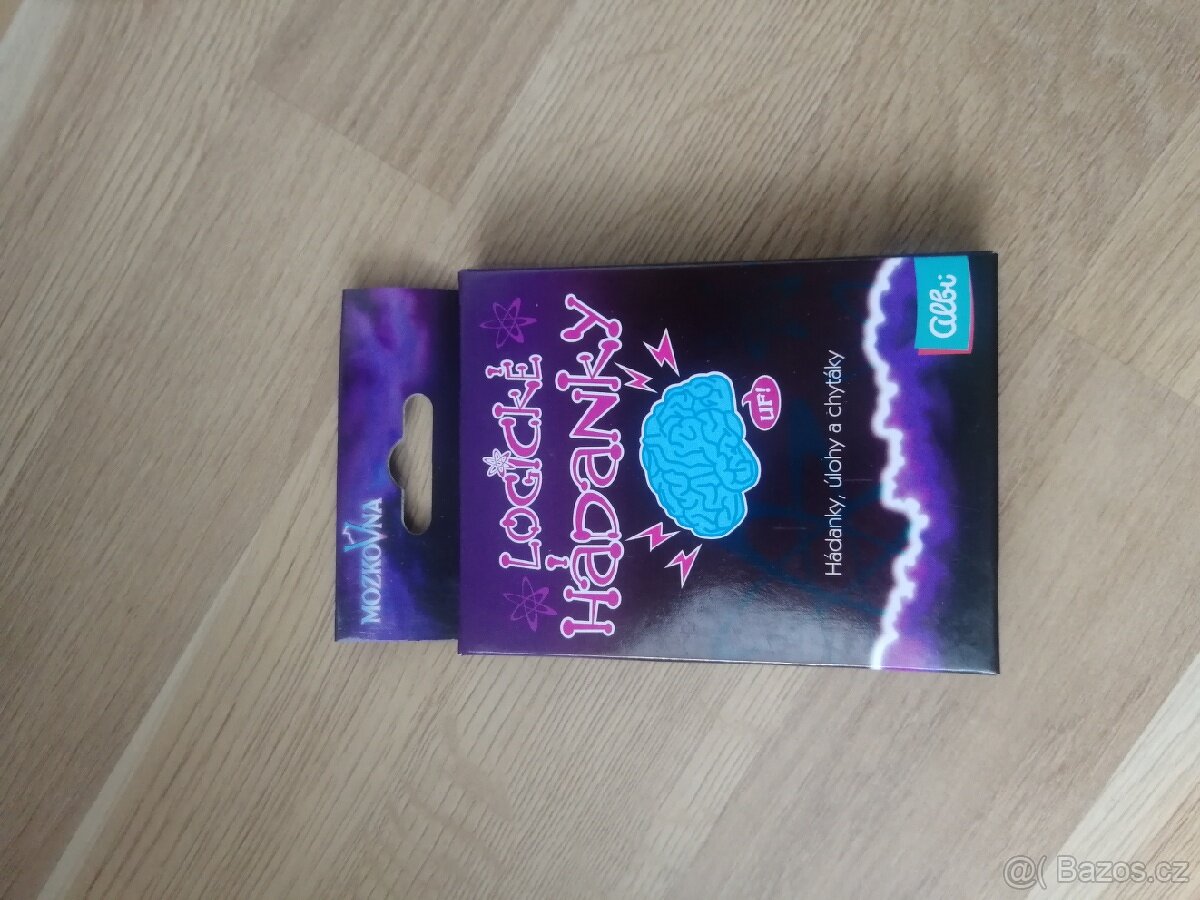 MOZKOVNA
LOGICKÉ
HÁDANKY
UF!
Hádanky, úlohy a chytáky
albi
@( Bazos.cz